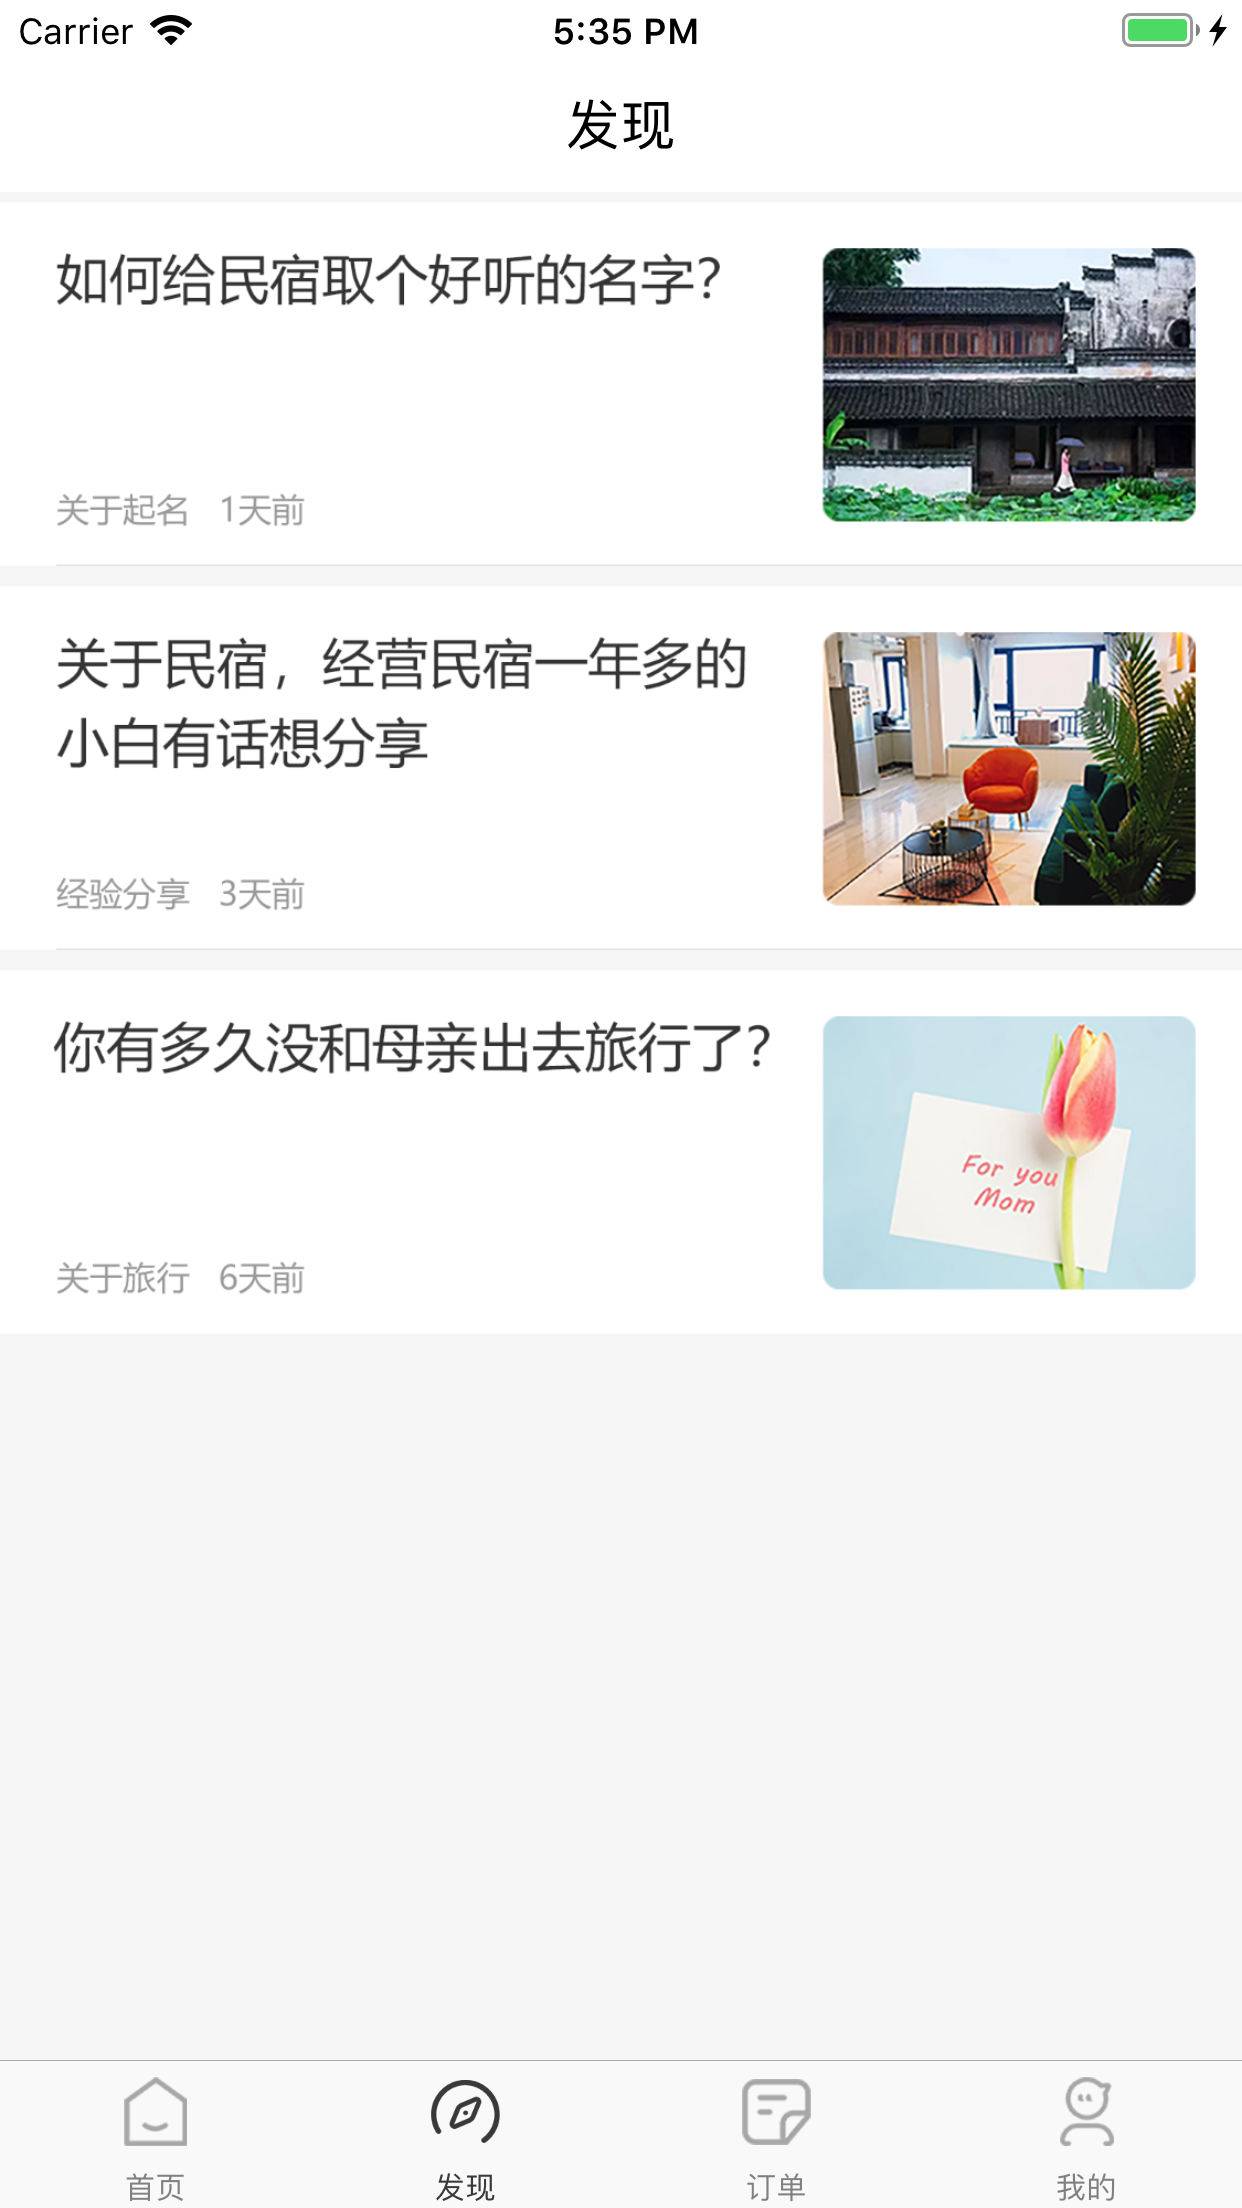 Carrier 5:35 PM
发现
如何给民宿取个好听的名字？
关于起名 1天前
关于民宿，经营民宿一年多的
小白有话想分享
经验分享 3天前
你有多久没和母亲出去旅行了？
For you
Mom
关于旅行 6天前
首页 发现 订单 我的